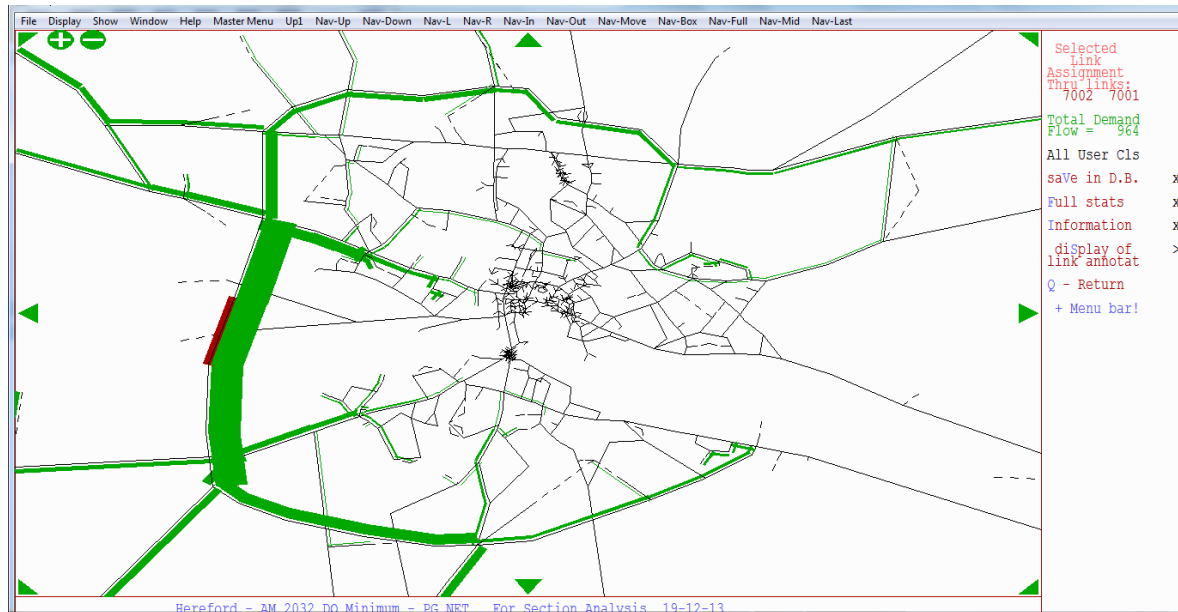 File Display Show Window Help Master Menu Up1 Nav-Up Nav-Down Nav-L Nav-R Nav-In Nav-Out Nav-Move Nav-Box Nav-Full Nav-Mid Nav-Last
Selected
Link
Assignment
Thru links:
7002 7001
Total Demand
Flow = 964
All User Cls
saVe in D.B. x
Full stats x
Information x
diSplay of >
link annotat
Q - Return
+ Menu bar!
Hereford - AM 2032 DO Minimum - PG NET For Section Analysis 19-12-13